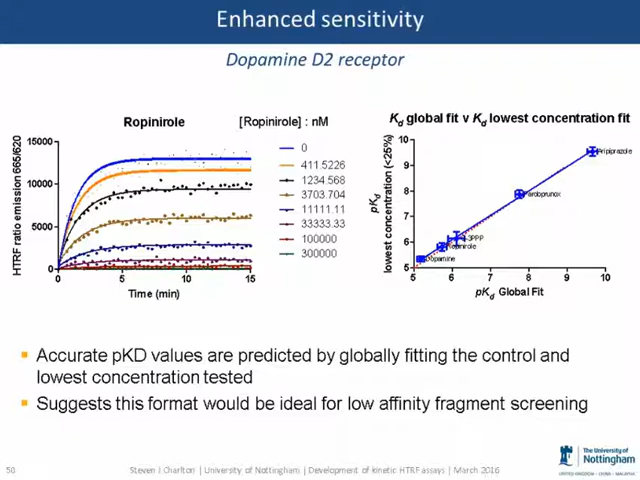 Enhanced sensitivity
Dopamine D2 receptor
Ropinirole
[Ropinirole] : nM
HTRF ratio emission 665/620
15000
10000
5000
0
0
5
10
15
Time (min)
0
411.5226
1234.568
3703.704
11111.11
33333.33
100000
300000
Kd global fit v Kd lowest concentration fit
pKd
lowest concentration (<25%)
10
9
8
7
6
5
5
6
7
8
9
10
pKd Global Fit
Aripiprazole
Dopamine
Accurate pKD values are predicted by globally fitting the control and
lowest concentration tested
Suggests this format would be ideal for low affinity fragment screening
50
Steven J Charlton | University of Nottingham | Development of kinetic HTRF assays | March 2016
The University of
Nottingham
UNITED KINGDOM · CHINA · MALAYSIA